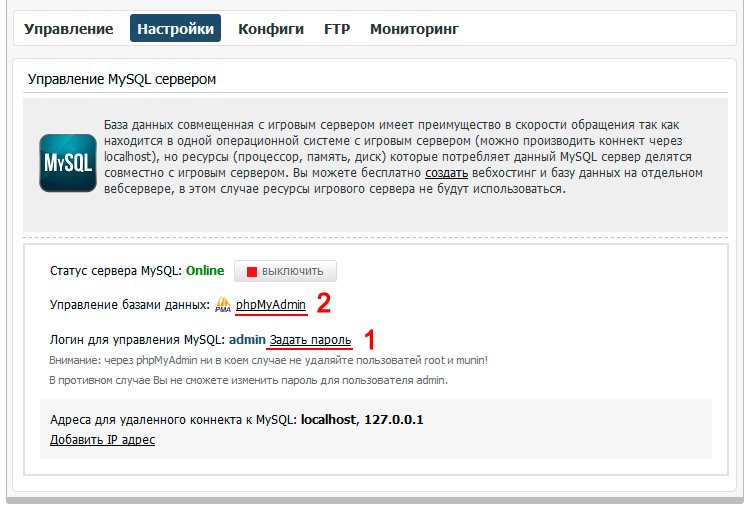 Управление Настройки Конфиги FTP Мониторинг
Управление MySQL сервером
База данных совмещенная с игровым сервером имеет преимущество в скорости обращения так как
находится в одной операционной системе с игровым сервером (можно производить коннект через
MySQL
localhost), но ресурсы (процессор, память, диск) которые потребляет данный MySQL сервер делятся
совместно с игровым сервером. Вы можете бесплатно создать вебхостинг и базу данных на отдельном
вебсервере, в этом случае ресурсы игрового сервера не будут использоваться.
Статус сервера MySQL: Online выключить
Управление базами данных: PMA phpMyAdmin 2
Логин для управления MySQL: admin Задать пароль 1
Внимание: через phpMyAdmin ни в коем случае не удаляйте пользоватей root и munin!
В противном случае Вы не сможете изменить пароль для пользователя admin.
Адреса для удаленного коннекта к MySQL: localhost, 127.0.0.1
Добавить IP адрес